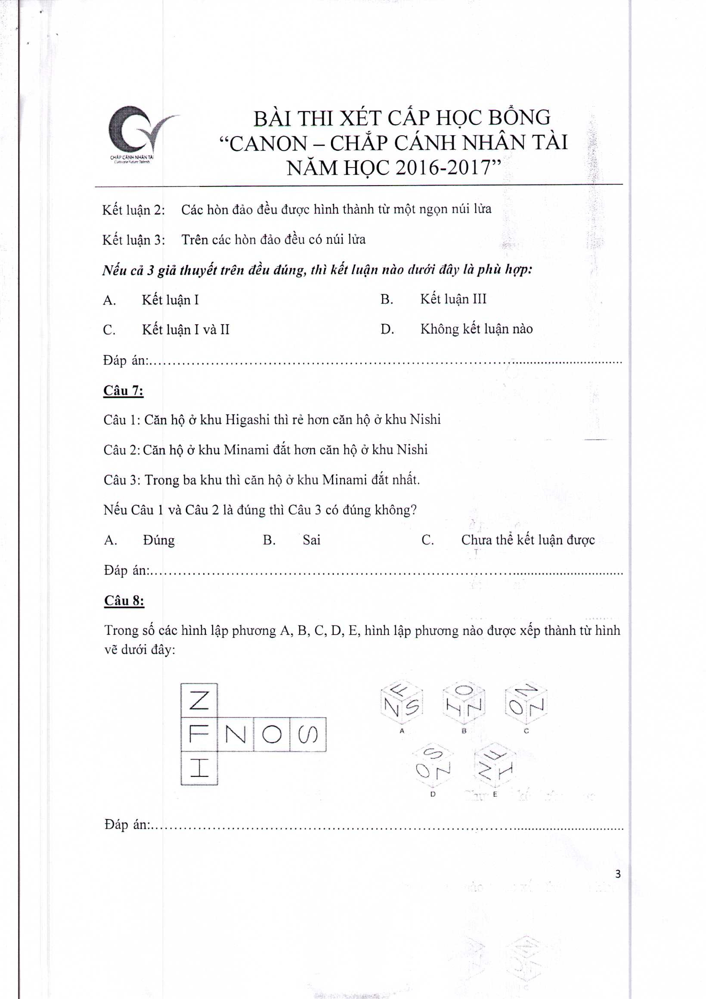 CHẮP CÁNH NHÂN TÀI
Cultivate Future Talents
BÀI THI XÉT CẤP HỌC BỔNG
“CANON – CHẮP CÁNH NHÂN TÀI
NĂM HỌC 2016-2017”
Kết luận 2: Các hòn đảo đều được hình thành từ một ngọn núi lửa
Kết luận 3: Trên các hòn đảo đều có núi lửa
Nếu cả 3 giả thuyết trên đều đúng, thì kết luận nào dưới đây là phù hợp:
A. Kết luận I B. Kết luận III
C. Kết luận I và II D. Không kết luận nào
Đáp án:
Câu 7:
Câu 1: Căn hộ ở khu Higashi thì rẻ hơn căn hộ ở khu Nishi
Câu 2: Căn hộ ở khu Minami đắt hơn căn hộ ở khu Nishi
Câu 3: Trong ba khu thì căn hộ ở khu Minami đắt nhất.
Nếu Câu 1 và Câu 2 là đúng thì Câu 3 có đúng không?
A. Đúng B. Sai C. Chưa thể kết luận được
Đáp án:
Câu 8:
Trong số các hình lập phương A, B, C, D, E, hình lập phương nào được xếp thành từ hình
vẽ dưới đây:
Z
F N O S
H
F
N S
A
O
H N
B
N
O N
C
S
O N
D
F
N H
E
Đáp án:
3